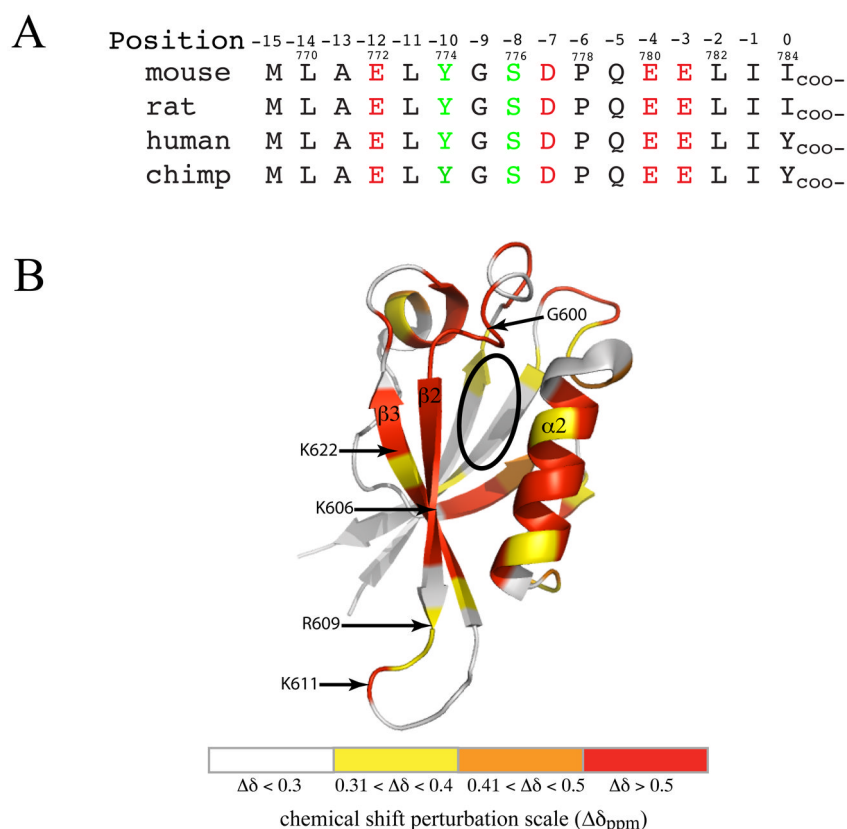 A
Position -15 -14 -13 -12 -11 -10 -9 -8 -7 -6 -5 -4 -3 -2 -1 0
770 772 774 776 778 780 782 784
mouse M L A E L Y G S D P Q E E L I I COO-
rat M L A E L Y G S D P Q E E L I I COO-
human M L A E L Y G S D P Q E E L I Y COO-
chimp M L A E L Y G S D P Q E E L I Y COO-
B
G600
β3 β2
α2
K622
K606
R609
K611
Δδ < 0.3 0.31 < Δδ < 0.4 0.41 < Δδ < 0.5 Δδ > 0.5
chemical shift perturbation scale (Δδppm)